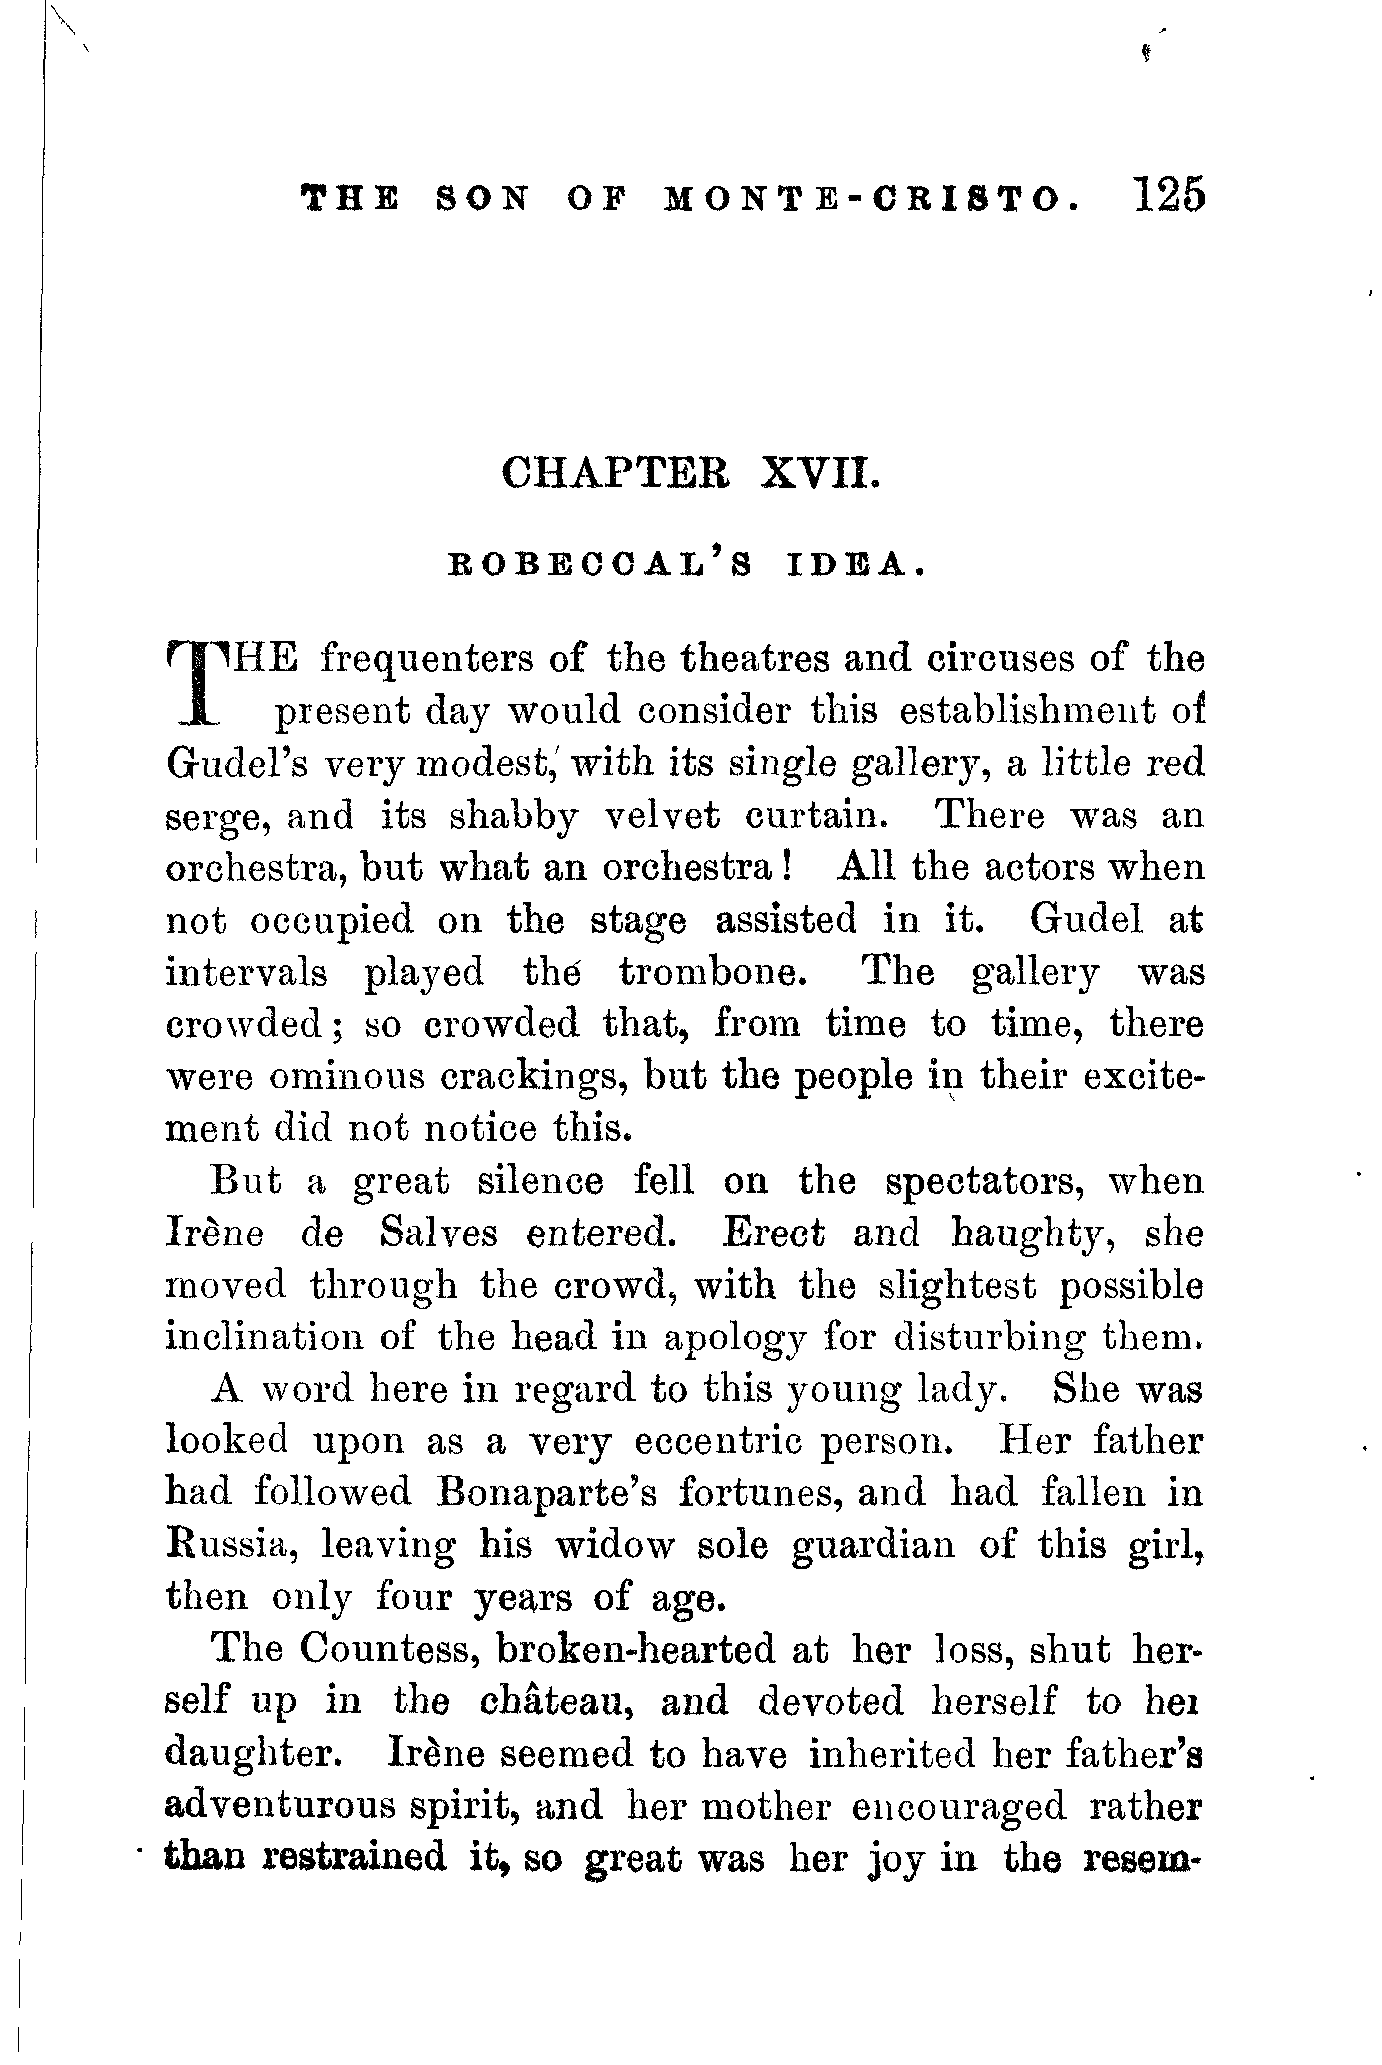 THE SON OF MONTE-CRISTO. 125
CHAPTER XVII.
ROBECCAL'S IDEA.
THE frequenters of the theatres and circuses of the
present day would consider this establishment of
Gudel's very modest, with its single gallery, a little red
serge, and its shabby velvet curtain. There was an
orchestra, but what an orchestra! All the actors when
not occupied on the stage assisted in it. Gudel at
intervals played the trombone. The gallery was
crowded; so crowded that, from time to time, there
were ominous crackings, but the people in their excite-
ment did not notice this.
But a great silence fell on the spectators, when
Irène de Salves entered. Erect and haughty, she
moved through the crowd, with the slightest possible
inclination of the head in apology for disturbing them.
A word here in regard to this young lady. She was
looked upon as a very eccentric person. Her father
had followed Bonaparte's fortunes, and had fallen in
Russia, leaving his widow sole guardian of this girl,
then only four years of age.
The Countess, broken-hearted at her loss, shut her-
self up in the château, and devoted herself to her
daughter. Irène seemed to have inherited her father's
adventurous spirit, and her mother encouraged rather
than restrained it, so great was her joy in the resem-